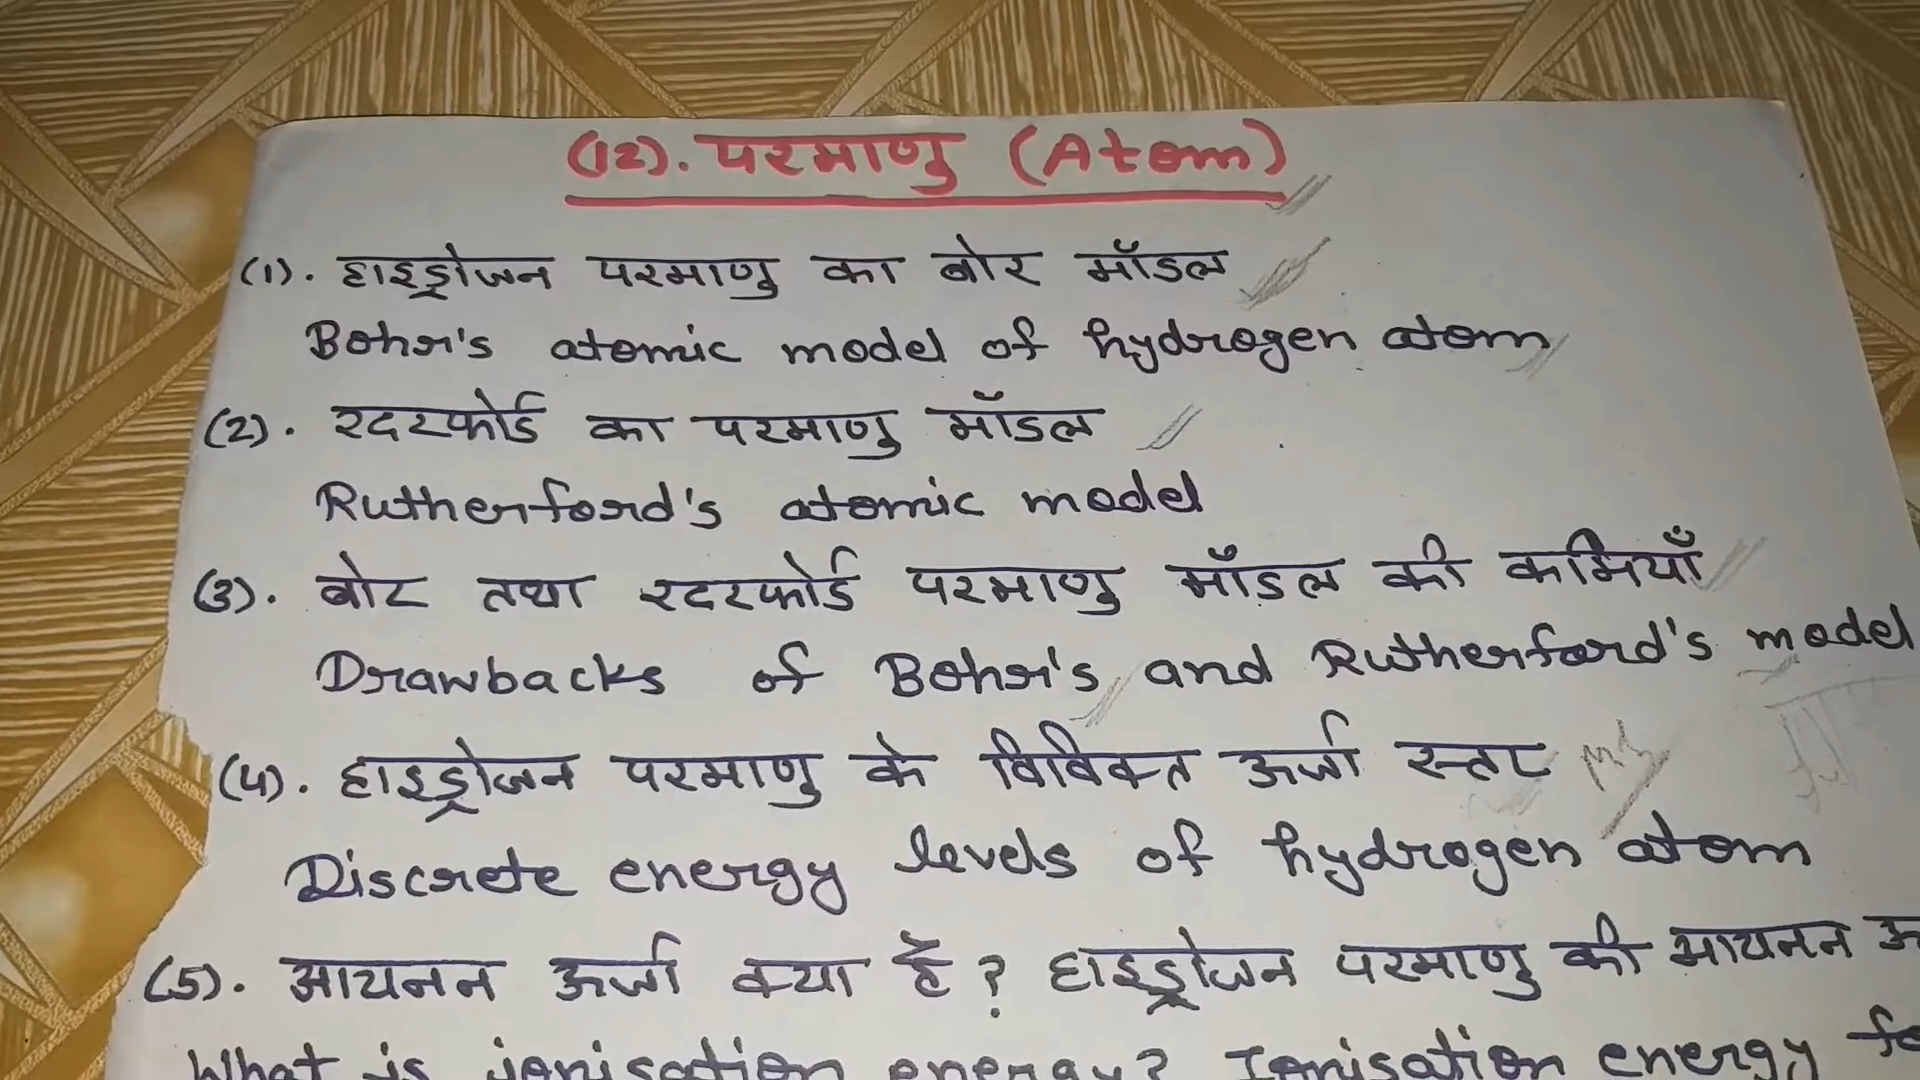 (12). परमाणु (Atom)
(1). हाइड्रोजन परमाणु का बोर मॉडल
Bohr's atomic model of hydrogen atom
(2). रदरफोर्ड का परमाणु मॉडल
Rutherford's atomic model
(3). बोर तथा रदरफोर्ड परमाणु मॉडल की कमियाँ
Drawbacks of Bohr's and Rutherford's model
(4). हाइड्रोजन परमाणु के विविक्त ऊर्जा स्तर
Discrete energy levels of hydrogen atom
(5). आयनन ऊर्जा क्या है? हाइड्रोजन परमाणु की आयनन
What is ionisation energy? Ionisation energy